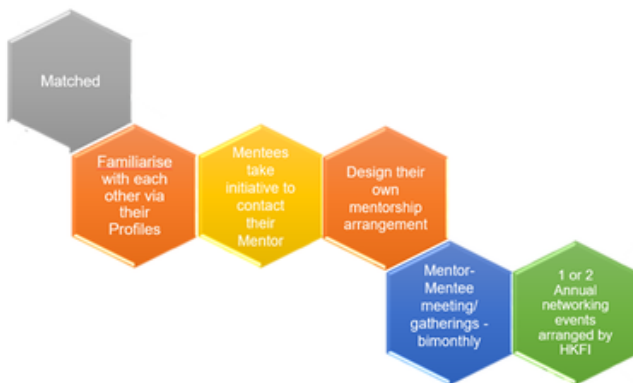 Matched
Familiarise
with each
other via
their
Profiles
Mentees
take
initiative to
contact
their
Mentor
Design their
own
mentorship
arrangement
Mentor-
Mentee
meeting/
gatherings -
bimonthly
1 or 2
Annual
networking
events
arranged by
HKFI